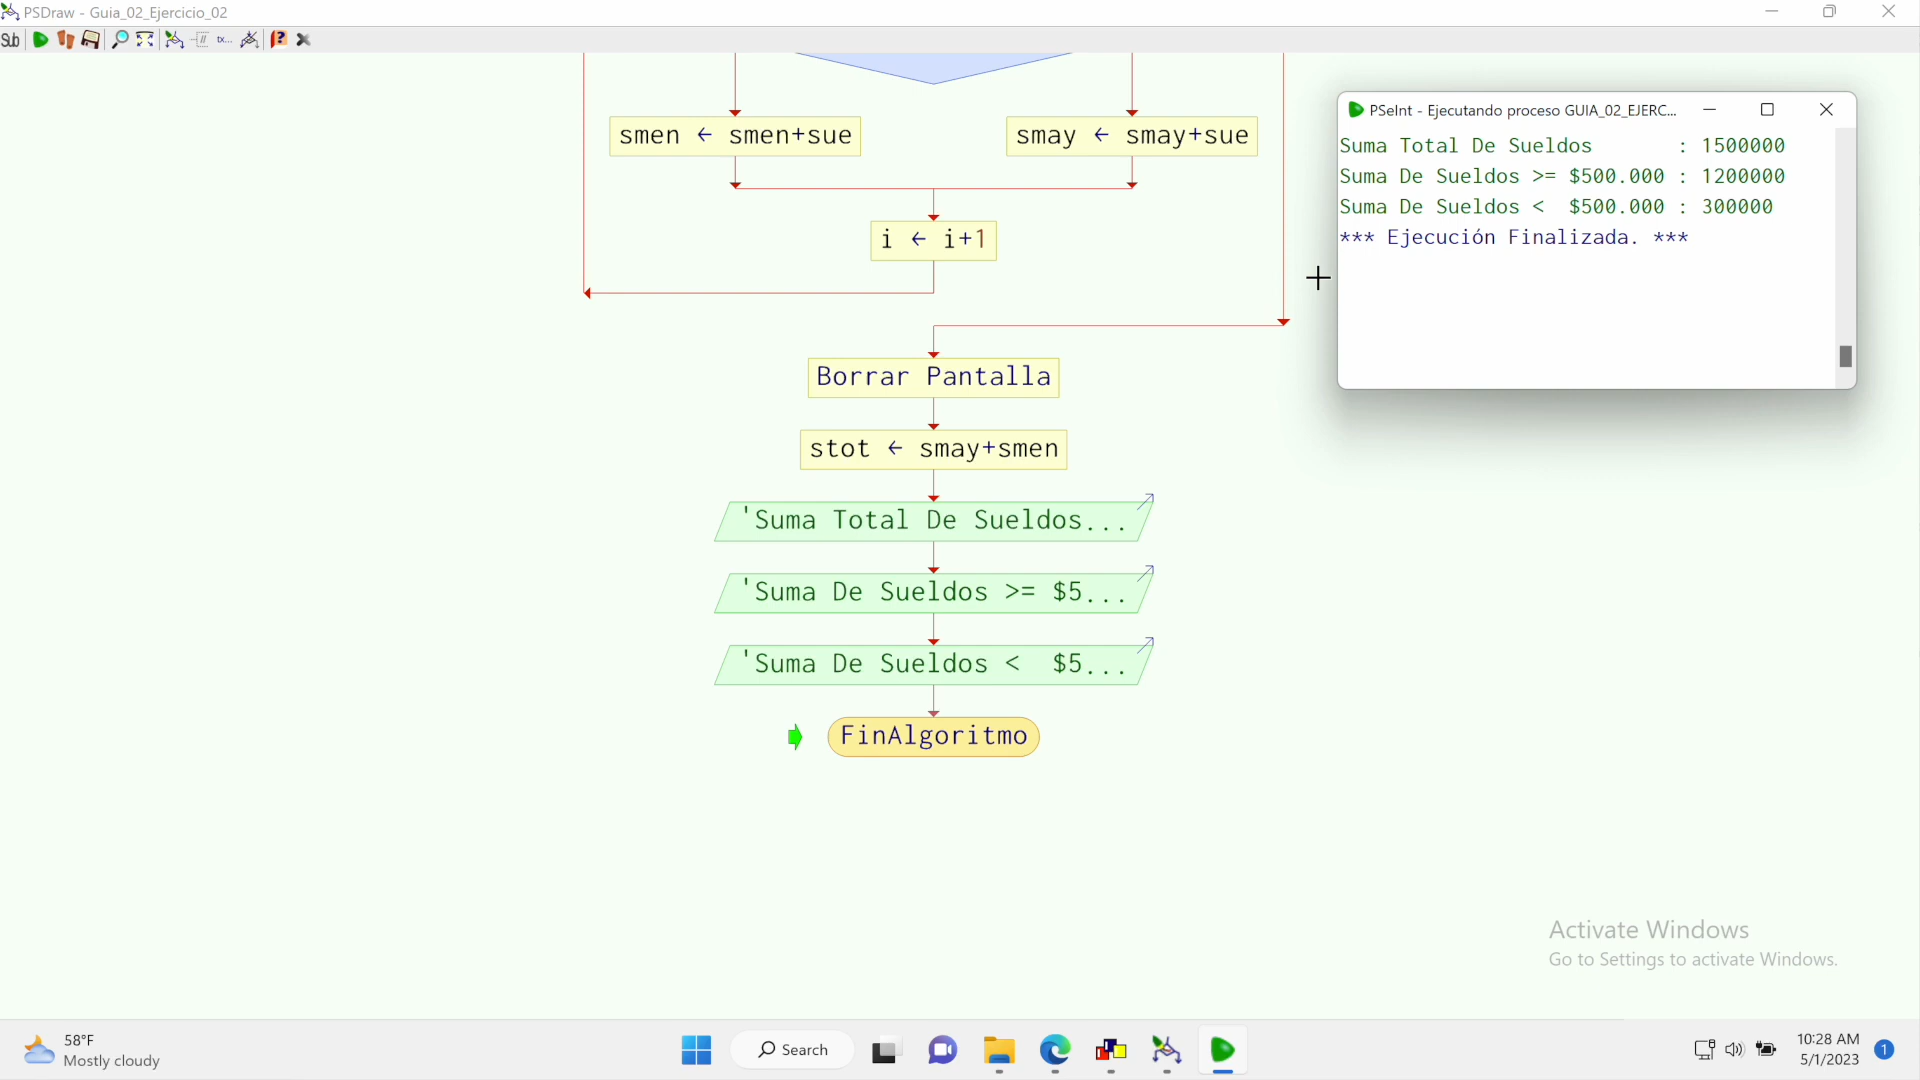 PSDraw - Guia_02_Ejercicio_02
Sub
tx...
smen ← smen+sue
smay ← smay+sue
i ← i+1
Borrar Pantalla
stot ← smay+smen
'Suma Total De Sueldos...
'Suma De Sueldos >= $5...
'Suma De Sueldos <  $5...
FinAlgoritmo
PSeInt - Ejecutando proceso GUIA_02_EJERC...
Suma Total De Sueldos       : 1500000
Suma De Sueldos >= $500.000 : 1200000
Suma De Sueldos <  $500.000 : 300000
*** Ejecución Finalizada. ***
Activate Windows
Go to Settings to activate Windows.
58°F
Mostly cloudy
Search
10:28 AM
5/1/2023
1